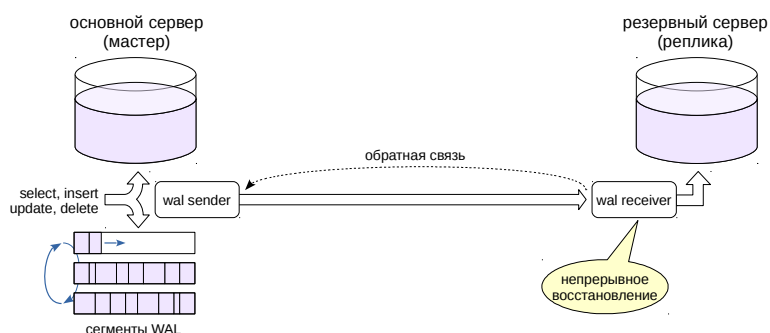 основной сервер
(мастер)
резервный сервер
(реплика)
обратная связь
select, insert
update, delete
wal sender
wal receiver
непрерывное
восстановление
сегменты WAL